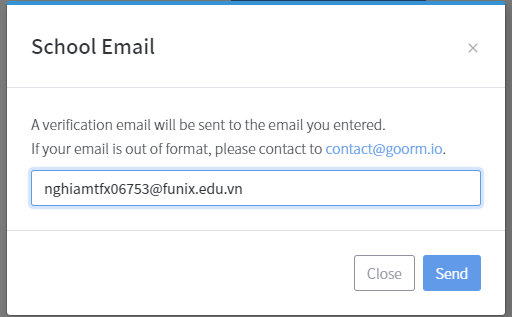 School Email
×
A verification email will be sent to the email you entered.
If your email is out of format, please contact to contact@goorm.io.
nghiamtfx06753@funix.edu.vn
Close
Send